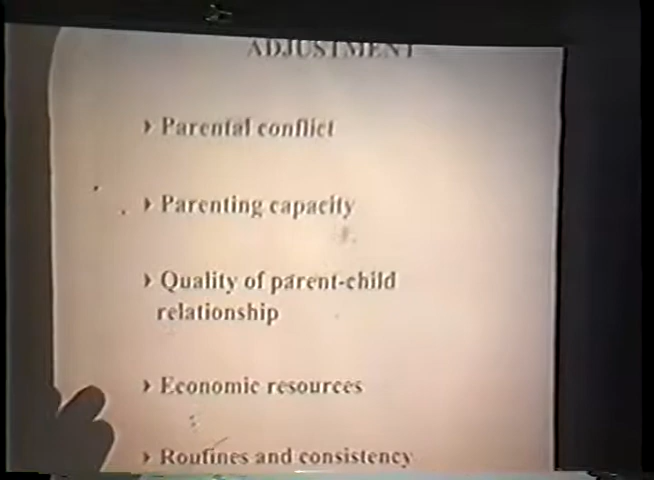 ADJUSTMENT
Parental conflict
Parenting capacity
Quality of parent-child
relationship
Economic resources
Routines and consistency